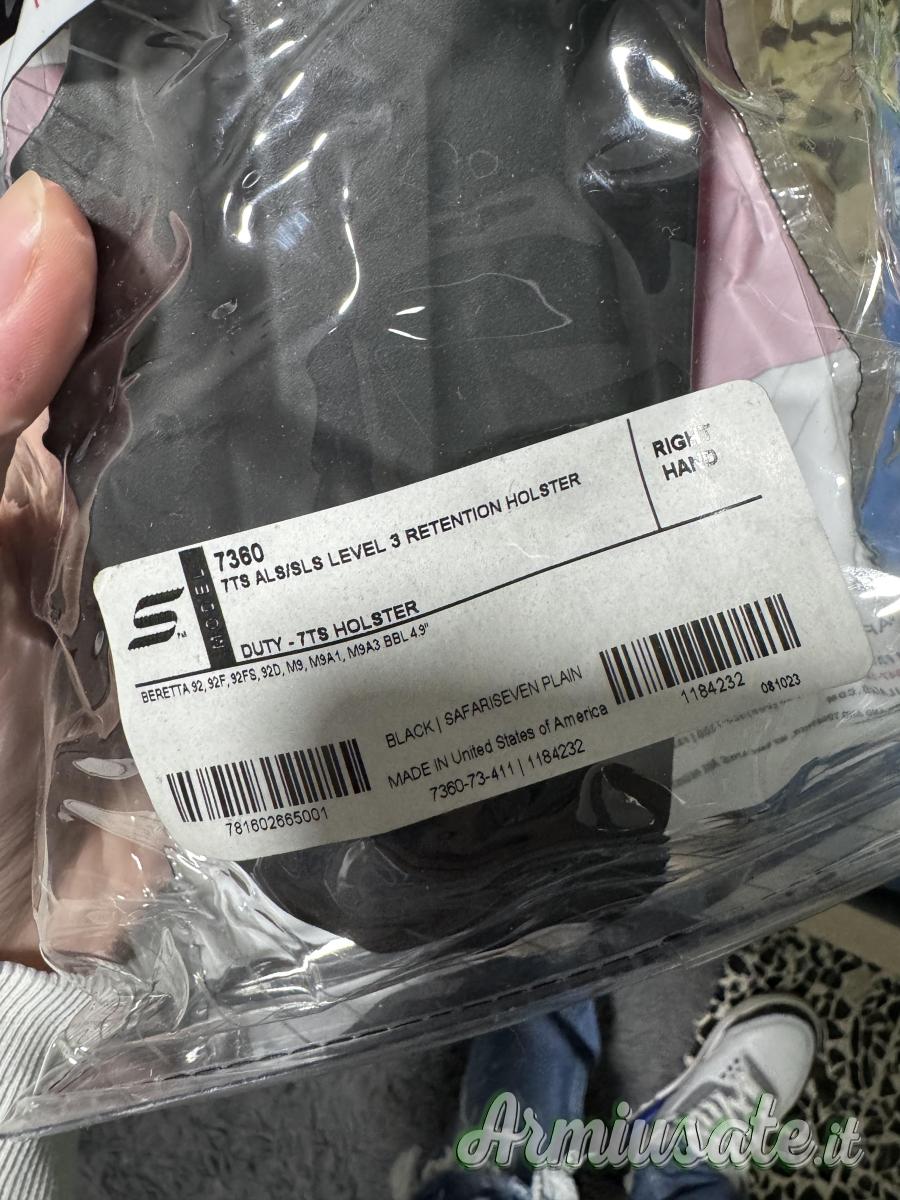 MODEL
7360
7TS ALS/SLS LEVEL 3 RETENTION HOLSTER
RIGHT
HAND
DUTY - 7TS HOLSTER
BERETTA 92, 92F, 92FS, 92D, M9, M9A1, M9A3 BBL 4.9"
BLACK | SAFARISEVEN PLAIN
1184232
081023
MADE IN United States of America
7360-73-411 | 1184232
781602665001
Armiusate.it